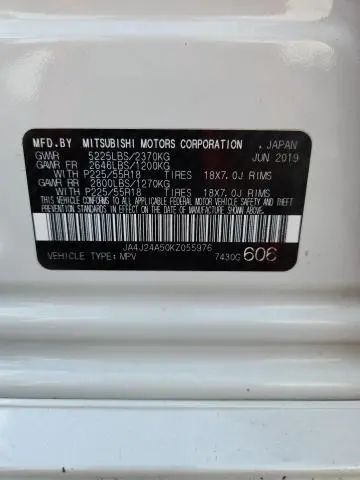 MFD.BY MITSUBISHI MOTORS CORPORATION , JAPAN
GVWR 5225LBS/2370KG JUN 2019
GAWR FR 2646LBS/1200KG
WITH P225/55R18 TIRES 18X7.0J RIMS
GAWR RR 2800LBS/1270KG
WITH P225/55R18 TIRES 18X7.0J RIMS
THIS VEHICLE CONFORMS TO ALL APPLICABLE FEDERAL MOTOR VEHICLE SAFETY AND
THEFT PREVENTION STANDARDS IN EFFECT ON THE DATE OF MANUFACTURE SHOWN ABOVE.
JA4J24A50KZ055976
VEHICLE TYPE: MPV 7430G 606